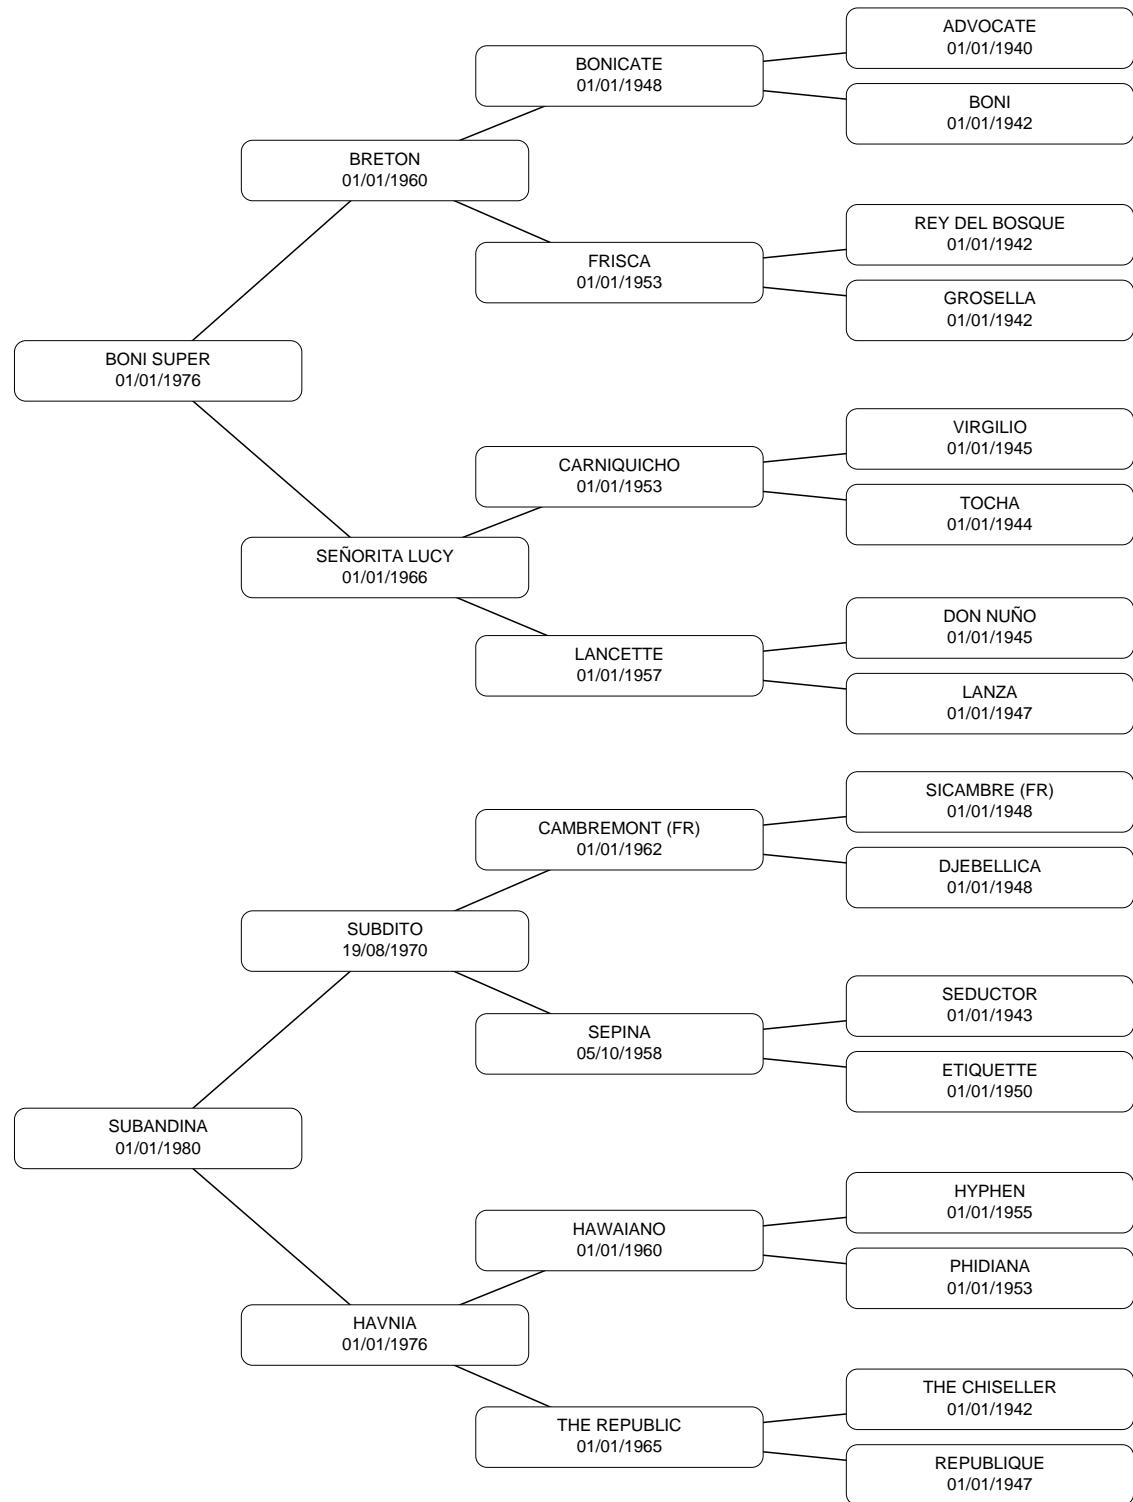 ADVOCATE
01/01/1940
BONICATE
01/01/1948
BONI
01/01/1942
BRETON
01/01/1960
REY DEL BOSQUE
01/01/1942
FRISCA
01/01/1953
GROSELLA
01/01/1942
BONI SUPER
01/01/1976
VIRGILIO
01/01/1945
CARNIQUICHO
01/01/1953
TOCHA
01/01/1944
SEÑORITA LUCY
01/01/1966
DON NUÑO
01/01/1945
LANCETTE
01/01/1957
LANZA
01/01/1947
SICAMBRE (FR)
01/01/1948
CAMBREMONT (FR)
01/01/1962
DJEBELLICA
01/01/1948
SUBDITO
19/08/1970
SEDUCTOR
01/01/1943
SEPINA
05/10/1958
ETIQUETTE
01/01/1950
SUBANDINA
01/01/1980
HYPHEN
01/01/1955
HAWAIANO
01/01/1960
PHIDIANA
01/01/1953
HAVNIA
01/01/1976
THE CHISELLER
01/01/1942
THE REPUBLIC
01/01/1965
REPUBLIQUE
01/01/1947